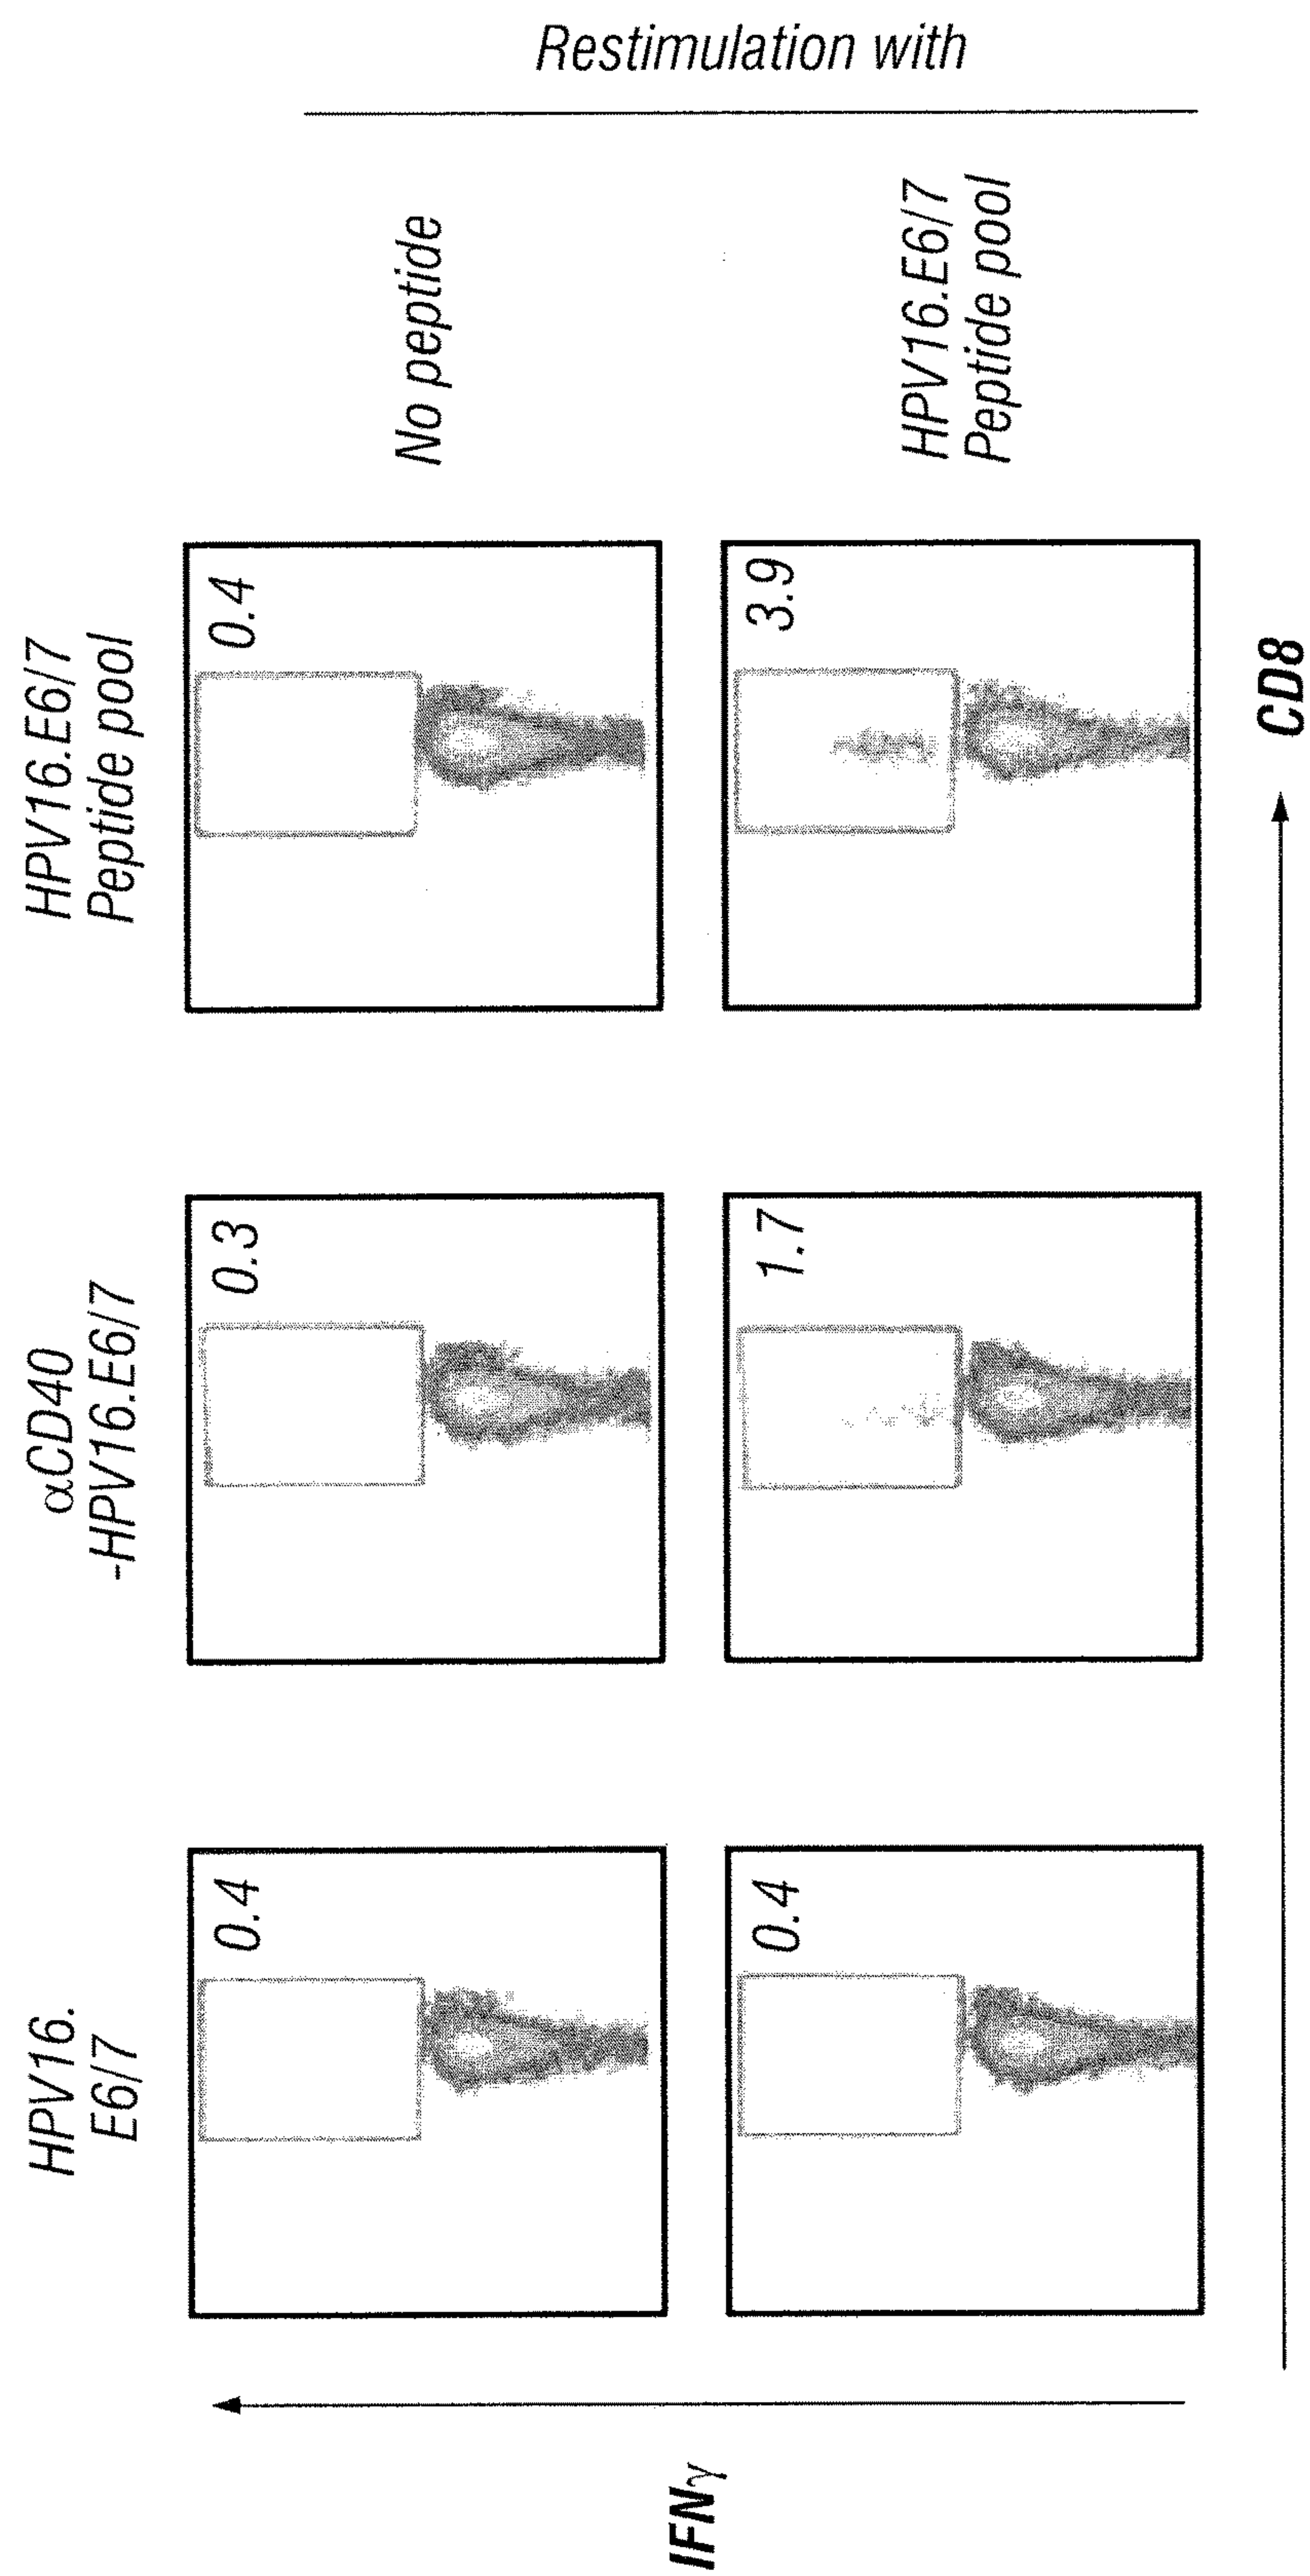 HPV16.
E6/7
αCD40
-HPV16.E6/7
HPV16.E6/7
Peptide pool
0.4
0.3
0.4
No peptide
0.4
1.7
3.9
HPV16.E6/7
Peptide pool
Restimulation with
IFNγ
CD8